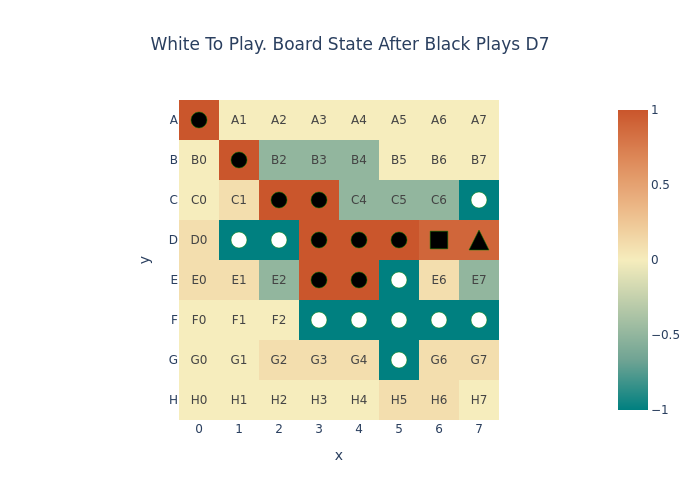 White To Play. Board State After Black Plays D7
A A1 A2 A3 A4 A5 A6 A7
B B0 B2 B3 B4 B5 B6 B7
C C0 C1 C4 C5 C6
D D0
E E0 E1 E2 E6 E7
F F0 F1 F2
G G0 G1 G2 G3 G4 G6 G7
H H0 H1 H2 H3 H4 H5 H6 H7
0 1 2 3 4 5 6 7
x
y
1
0.5
0
−0.5
−1